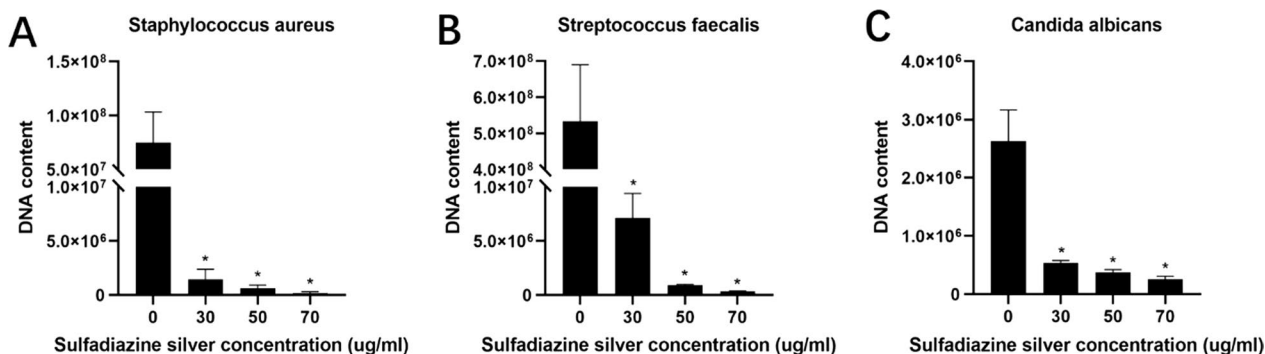 A
Staphylococcus aureus
1.5×10⁸
1.0×10⁸
5.0×10⁷
1.0×10⁷
5.0×10⁶
0
DNA content
*
*
*
0 30 50 70
Sulfadiazine silver concentration (ug/ml)
B
Streptococcus faecalis
7.0×10⁸
6.0×10⁸
5.0×10⁸
4.0×10⁸
1.0×10⁷
5.0×10⁶
0
DNA content
*
*
*
0 30 50 70
Sulfadiazine silver concentration (ug/ml)
C
Candida albicans
4.0×10⁶
3.0×10⁶
2.0×10⁶
1.0×10⁶
0
DNA content
*
*
*
0 30 50 70
Sulfadiazine silver concentration (ug/ml)